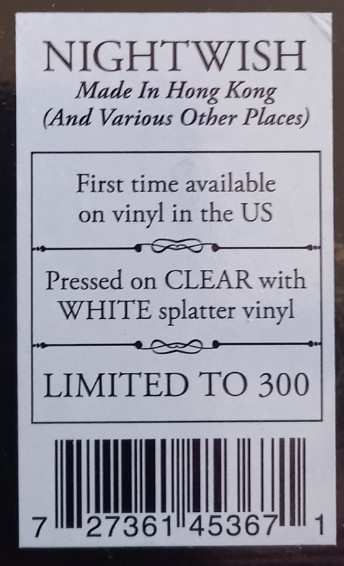 NIGHTWISH
Made In Hong Kong
(And Various Other Places)
First time available
on vinyl in the US
Pressed on CLEAR with
WHITE splatter vinyl
LIMITED TO 300
7 27361 45367 1